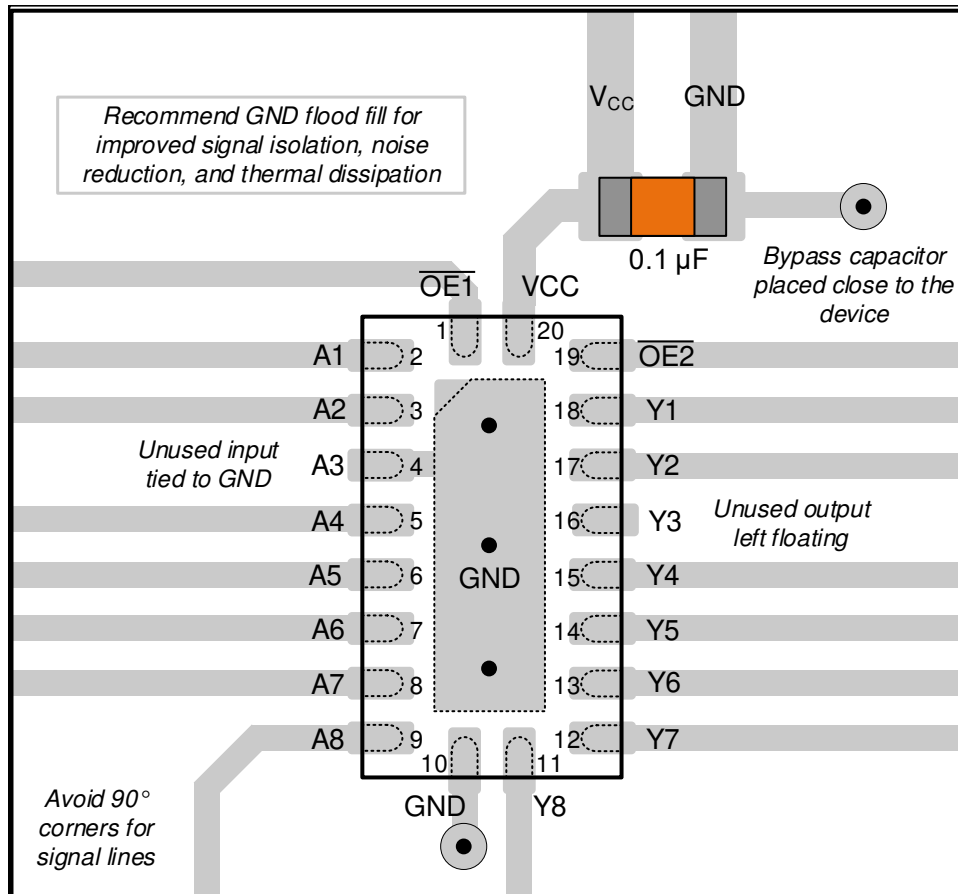 V_CC GND
Recommend GND flood fill for
improved signal isolation, noise
reduction, and thermal dissipation
0.1 µF
Bypass capacitor
placed close to the
device
O̅E̅1̅ VCC
1 20
A1 2 19 O̅E̅2̅
A2 3 18 Y1
Unused input
tied to GND
A3 4 17 Y2
A4 5 16 Y3
Unused output
left floating
A5 6 GND 15 Y4
A6 7 14 Y5
A7 8 13 Y6
A8 9 12 Y7
10 11
GND Y8
Avoid 90°
corners for
signal lines